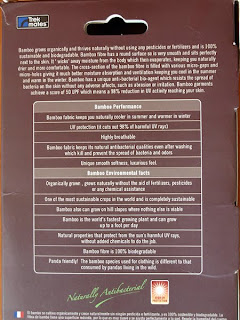 Trek
mates
Bamboo grows organically and thrives naturally without using any pesticides or fertilizers and is 100%
sustainable and biodegradable. Bamboo fibre has a round surface so is very smooth and sits perfectly
next to the skin. It 'wicks' away moisture from the body which then evaporates, keeping you naturally
drier and more comfortable. The cross-section of the bamboo fibre is filled with various micro-gaps and
micro-holes giving it much better moisture absorption and ventilation keeping you cool in the summer
and warm in the winter. Bamboo has a unique anti-bacterial bio-agent which resists the spread of
bacteria on the skin without any adverse affects, such as abrasion or irritation. Bamboo garments
achieve a score of 50 UPF which means a 98% reduction in UV activity reaching your skin.
Bamboo Performance
Bamboo fabric keeps you naturally cooler in summer and warmer in winter
UV protection (it cuts out 98% of harmful UV rays)
Highly breathable
Bamboo fabric keeps its natural antibacterial qualities even after washing
which kill and prevent the spread of bacteria and odors
Unique smooth softness, luxurious feel.
Bamboo Environmental facts
Organically grown , grows naturally without the aid of fertilizers, pesticides
or any chemical assistance
One of the most sustainable crops in the world and is completely sustainable
Bamboo also can grow on hill slopes where nothing else is viable
Bamboo is the world's fastest growing plant and can grow
up to a foot per day
Natural properties that protect from the sun's harmful UV rays,
without added chemicals to do the job.
Bamboo fibre is 100% biodegradable
Panda friendly! The bamboo species used for clothing is different to that
consumed by pandas living in the wild.
Naturally Antibacterial